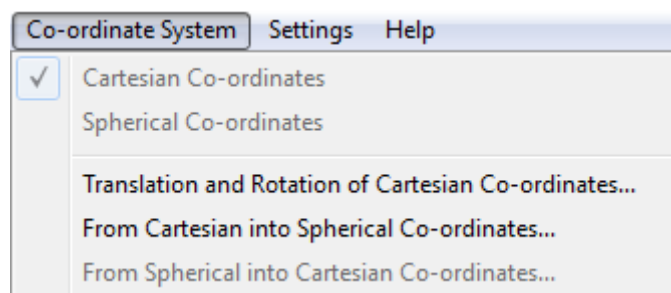 Co-ordinate System Settings Help
Cartesian Co-ordinates
Spherical Co-ordinates
Translation and Rotation of Cartesian Co-ordinates...
From Cartesian into Spherical Co-ordinates...
From Spherical into Cartesian Co-ordinates...